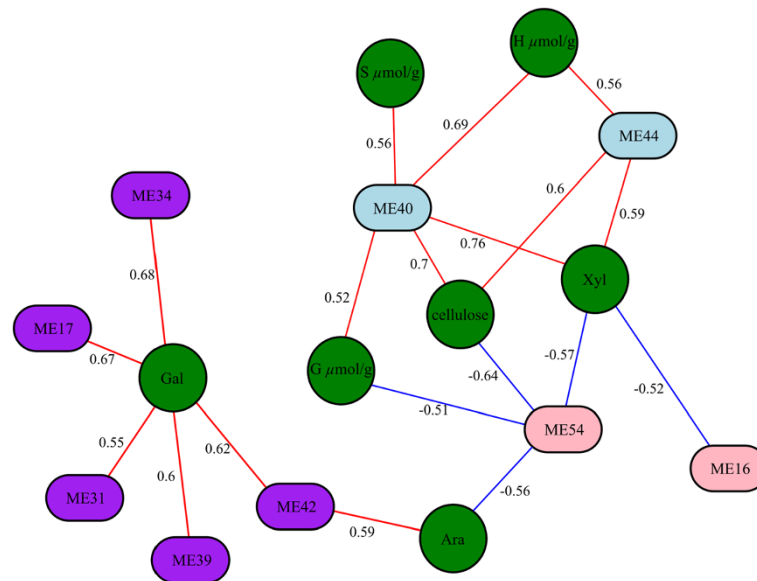 H µmol/g
S µmol/g
0.56
ME44
0.69
0.56
0.6
ME34
ME40
0.59
0.76
0.68
0.7
Xyl
0.52
cellulose
ME17
0.67
-0.57
G µmol/g
Gal
-0.64
-0.52
-0.51
ME54
0.55
0.62
ME16
0.6
-0.56
ME31
ME42
0.59
Ara
ME39